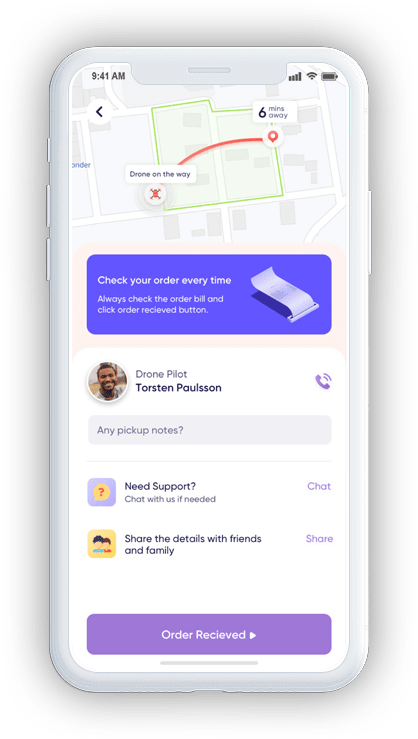 9:41 AM
6 mins
away
onder
Drone on the way
Check your order every time
Always check the order bill and
click order recieved button.
Drone Pilot
Torsten Paulsson
Any pickup notes?
Need Support?
Chat
Chat with us if needed
Share the details with friends
and family
Share
Order Recieved